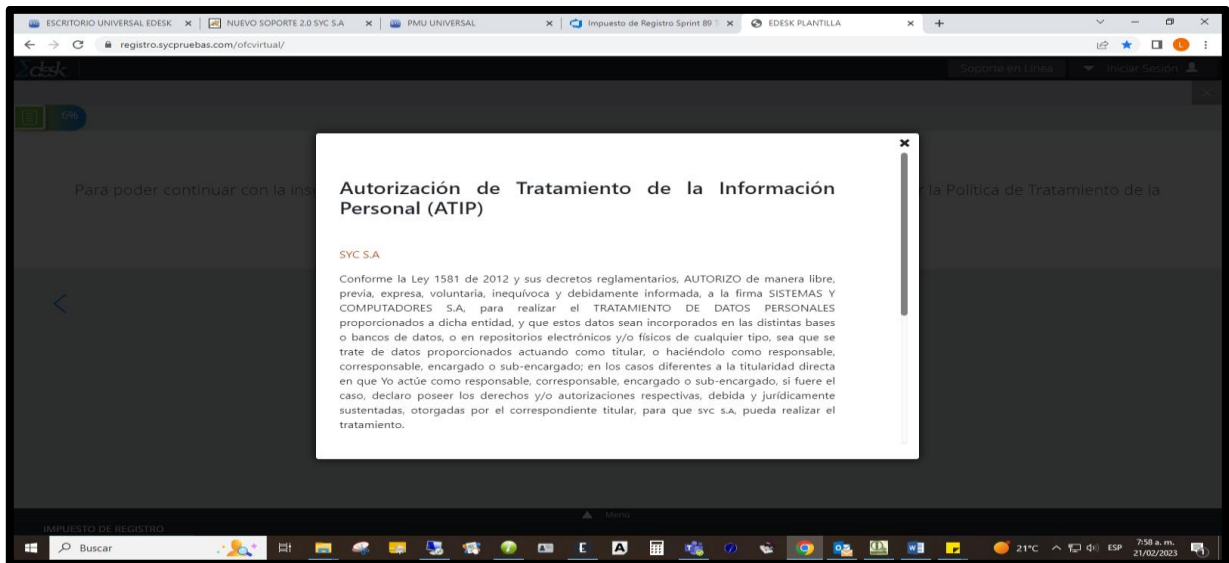 ESCRITORIO UNIVERSAL EDESK
NUEVO SOPORTE 2.0 SYC S.A
PMU UNIVERSAL
Impuesto de Registro Sprint 89
EDESK PLANTILLA
registro.sycpruebas.com/ofcvirtual/
L
Σdesk
Soporte en Línea
Iniciar Sesión
6%
Para poder continuar con la ins
r la Política de Tratamiento de la
Autorización de Tratamiento de la Información
Personal (ATIP)
SYC S.A
Conforme la Ley 1581 de 2012 y sus decretos reglamentarios, AUTORIZO de manera libre,
previa, expresa, voluntaria, inequívoca y debidamente informada, a la firma SISTEMAS Y
COMPUTADORES S.A, para realizar el TRATAMIENTO DE DATOS PERSONALES
proporcionados a dicha entidad, y que estos datos sean incorporados en las distintas bases
o bancos de datos, o en repositorios electrónicos y/o físicos de cualquier tipo, sea que se
trate de datos proporcionados actuando como titular, o haciéndolo como responsable,
corresponsable, encargado o sub-encargado; en los casos diferentes a la titularidad directa
en que Yo actúe como responsable, corresponsable, encargado o sub-encargado, si fuere el
caso, declaro poseer los derechos y/o autorizaciones respectivas, debida y jurídicamente
sustentadas, otorgadas por el correspondiente titular, para que SYC S.A, pueda realizar el
tratamiento.
Menú
IMPUESTO DE REGISTRO
Buscar
21°C
ESP
7:58 a. m.
21/02/2023